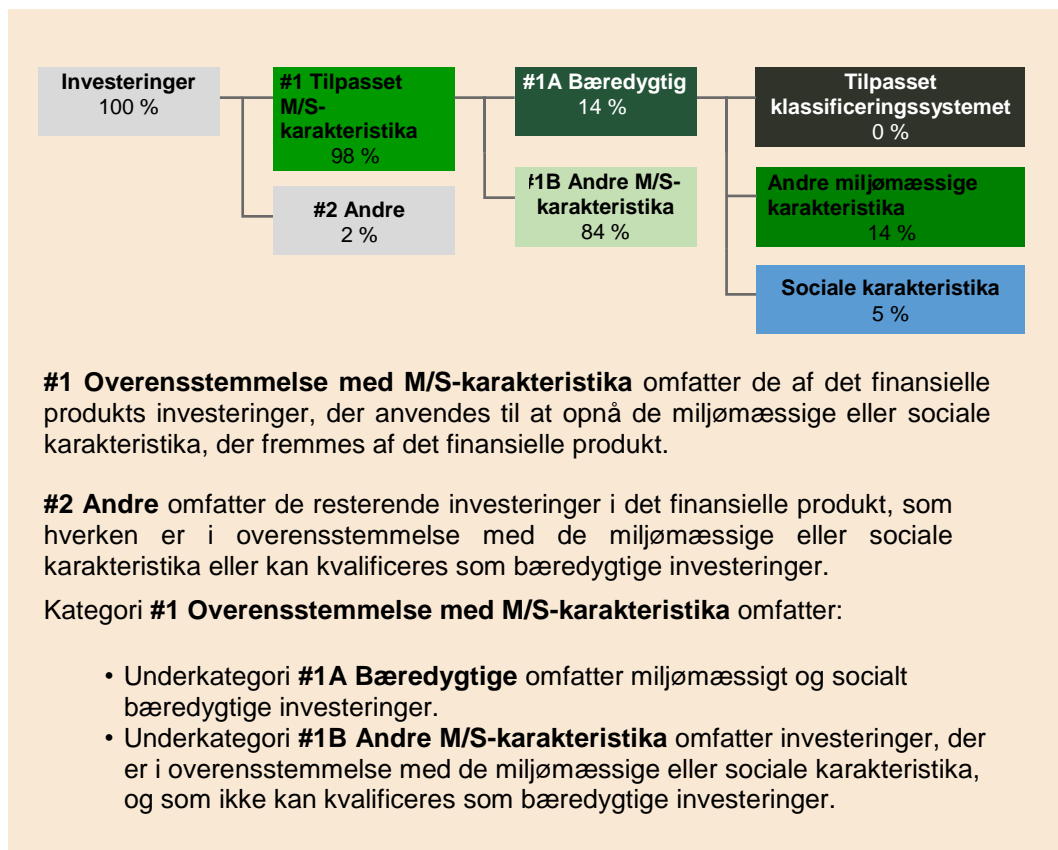 Investeringer
100 %
#1 Tilpasset
M/S-
karakteristika
98 %
#2 Andre
2 %
#1A Bæredygtig
14 %
#1B Andre M/S-
karakteristika
84 %
Tilpasset
klassificeringssystemet
0 %
Andre miljømæssige
karakteristika
14 %
Sociale karakteristika
5 %
#1 Overensstemmelse med M/S-karakteristika omfatter de af det finansielle
produkts investeringer, der anvendes til at opnå de miljømæssige eller sociale
karakteristika, der fremmes af det finansielle produkt.
#2 Andre omfatter de resterende investeringer i det finansielle produkt, som
hverken er i overensstemmelse med de miljømæssige eller sociale
karakteristika eller kan kvalificeres som bæredygtige investeringer.
Kategori #1 Overensstemmelse med M/S-karakteristika omfatter:
• Underkategori #1A Bæredygtige omfatter miljømæssigt og socialt
bæredygtige investeringer.
• Underkategori #1B Andre M/S-karakteristika omfatter investeringer, der
er i overensstemmelse med de miljømæssige eller sociale karakteristika,
og som ikke kan kvalificeres som bæredygtige investeringer.